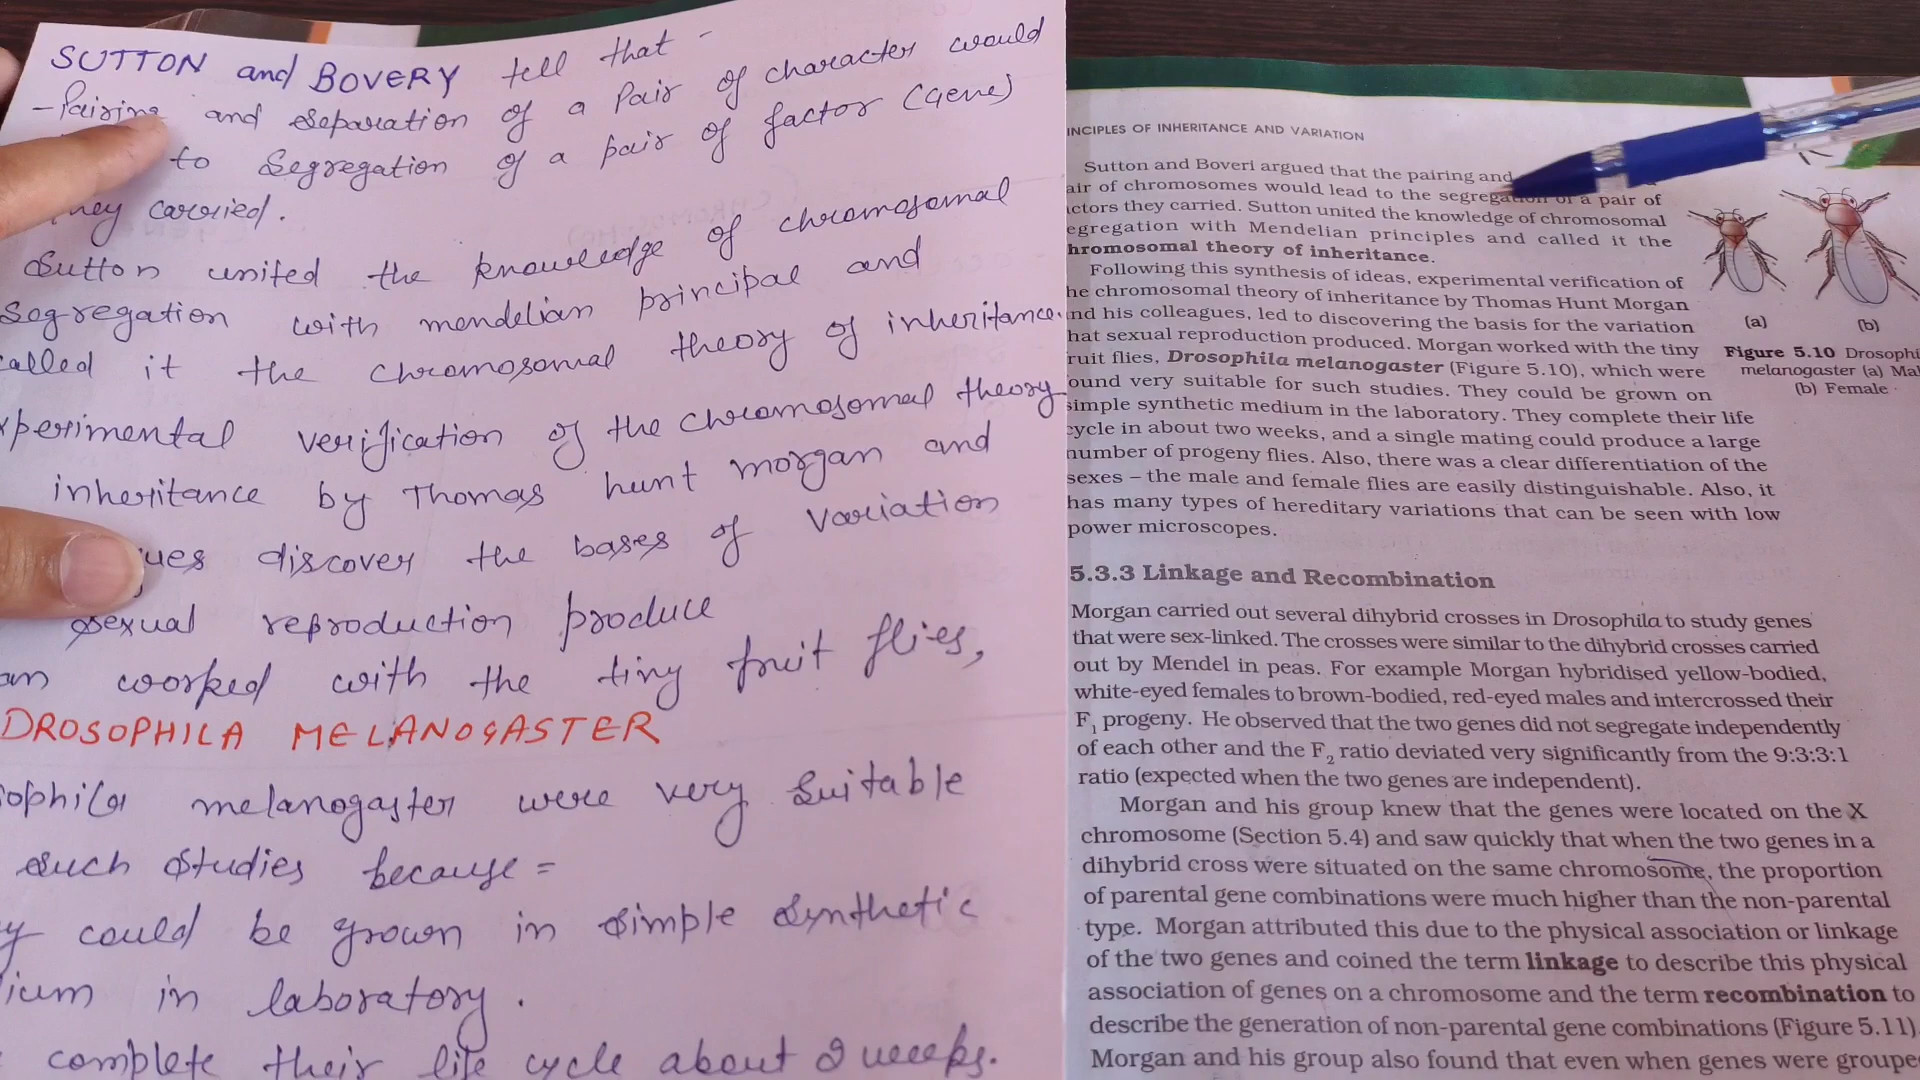 SUTTON and BOVERY tell that -
- Pairing and separation of a Pair of character would
to segregation of a pair of factor (Gene)
they carried.
Sutton united the knowledge of chromosomal
segregation with mendelian principal and
called it the chromosomal theory of inheritance.
xperimental verification of the chromosomal theory
inheritance by Thomas hunt morgan and
ues discover the bases of variation
sexual reproduction produce
an worked with the tiny fruit flies,
DROSOPHILA MELANOGASTER
ophila melanogaster were very suitable
such studies because =
y could be grown in simple synthetic
ium in laboratory.
complete their life cycle about 2 weeks.
INCIPLES OF INHERITANCE AND VARIATION
Sutton and Boveri argued that the pairing and
air of chromosomes would lead to the segregation of a pair of
ctors they carried. Sutton united the knowledge of chromosomal
egregation with Mendelian principles and called it the
hromosomal theory of inheritance.
Following this synthesis of ideas, experimental verification of
he chromosomal theory of inheritance by Thomas Hunt Morgan
nd his colleagues, led to discovering the basis for the variation
hat sexual reproduction produced. Morgan worked with the tiny
ruit flies, Drosophila melanogaster (Figure 5.10), which were
ound very suitable for such studies. They could be grown on
simple synthetic medium in the laboratory. They complete their life
cycle in about two weeks, and a single mating could produce a large
number of progeny flies. Also, there was a clear differentiation of the
sexes – the male and female flies are easily distinguishable. Also, it
has many types of hereditary variations that can be seen with low
power microscopes.
(a) (b)
Figure 5.10 Drosophi
melanogaster (a) Mal
(b) Female
5.3.3 Linkage and Recombination
Morgan carried out several dihybrid crosses in Drosophila to study genes
that were sex-linked. The crosses were similar to the dihybrid crosses carried
out by Mendel in peas. For example Morgan hybridised yellow-bodied,
white-eyed females to brown-bodied, red-eyed males and intercrossed their
F1 progeny. He observed that the two genes did not segregate independently
of each other and the F2 ratio deviated very significantly from the 9:3:3:1
ratio (expected when the two genes are independent).
Morgan and his group knew that the genes were located on the X
chromosome (Section 5.4) and saw quickly that when the two genes in a
dihybrid cross were situated on the same chromosome, the proportion
of parental gene combinations were much higher than the non-parental
type. Morgan attributed this due to the physical association or linkage
of the two genes and coined the term linkage to describe this physical
association of genes on a chromosome and the term recombination to
describe the generation of non-parental gene combinations (Figure 5.11).
Morgan and his group also found that even when genes were groupe